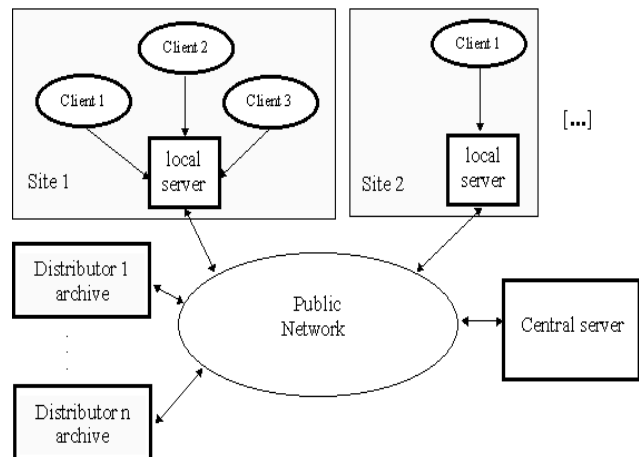 Client 2
Client 1
Client 3
local
server
Site 1
Client 1
local
server
Site 2
[...]
Distributor 1
archive
Public
Network
Central server
Distributor n
archive